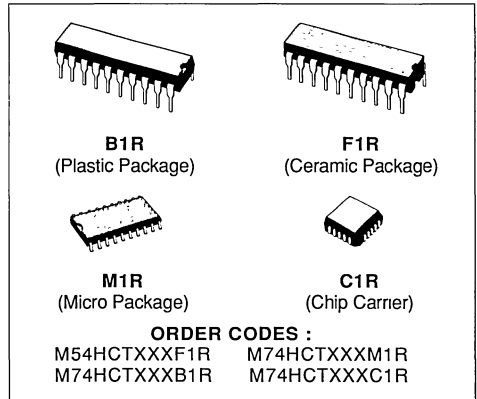 B1R
(Plastic Package)
F1R
(Ceramic Package)
M1R
(Micro Package)
C1R
(Chip Carrier)
ORDER CODES :
M54HCTXXXF1R M74HCTXXXM1R
M74HCTXXXB1R M74HCTXXXC1R